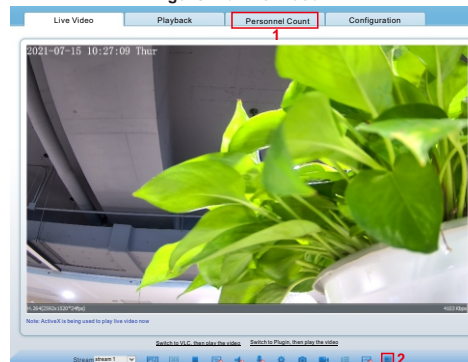 Live Video
Playback
Personnel Count
Configuration
1
2021-07-15 10:27:09 Thur
Note: ActiveX is being used to play live video now
Switch to VLC, then play the video
Switch to Plugin, then play the video
Stream
stream 1
2